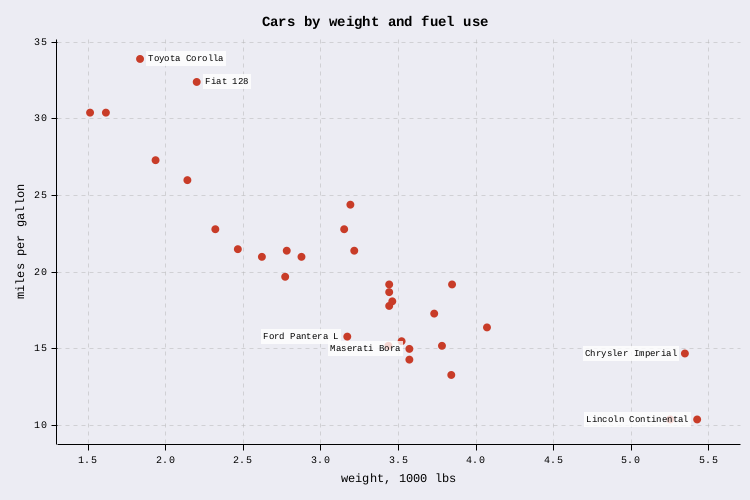 Cars by weight and fuel use
35
Toyota Corolla
Fiat 128
30
25
miles per gallon
20
Ford Pantera L
15
Maserati Bora
Chrysler Imperial
10
Lincoln Continental
1.5 2.0 2.5 3.0 3.5 4.0 4.5 5.0 5.5
weight, 1000 lbs